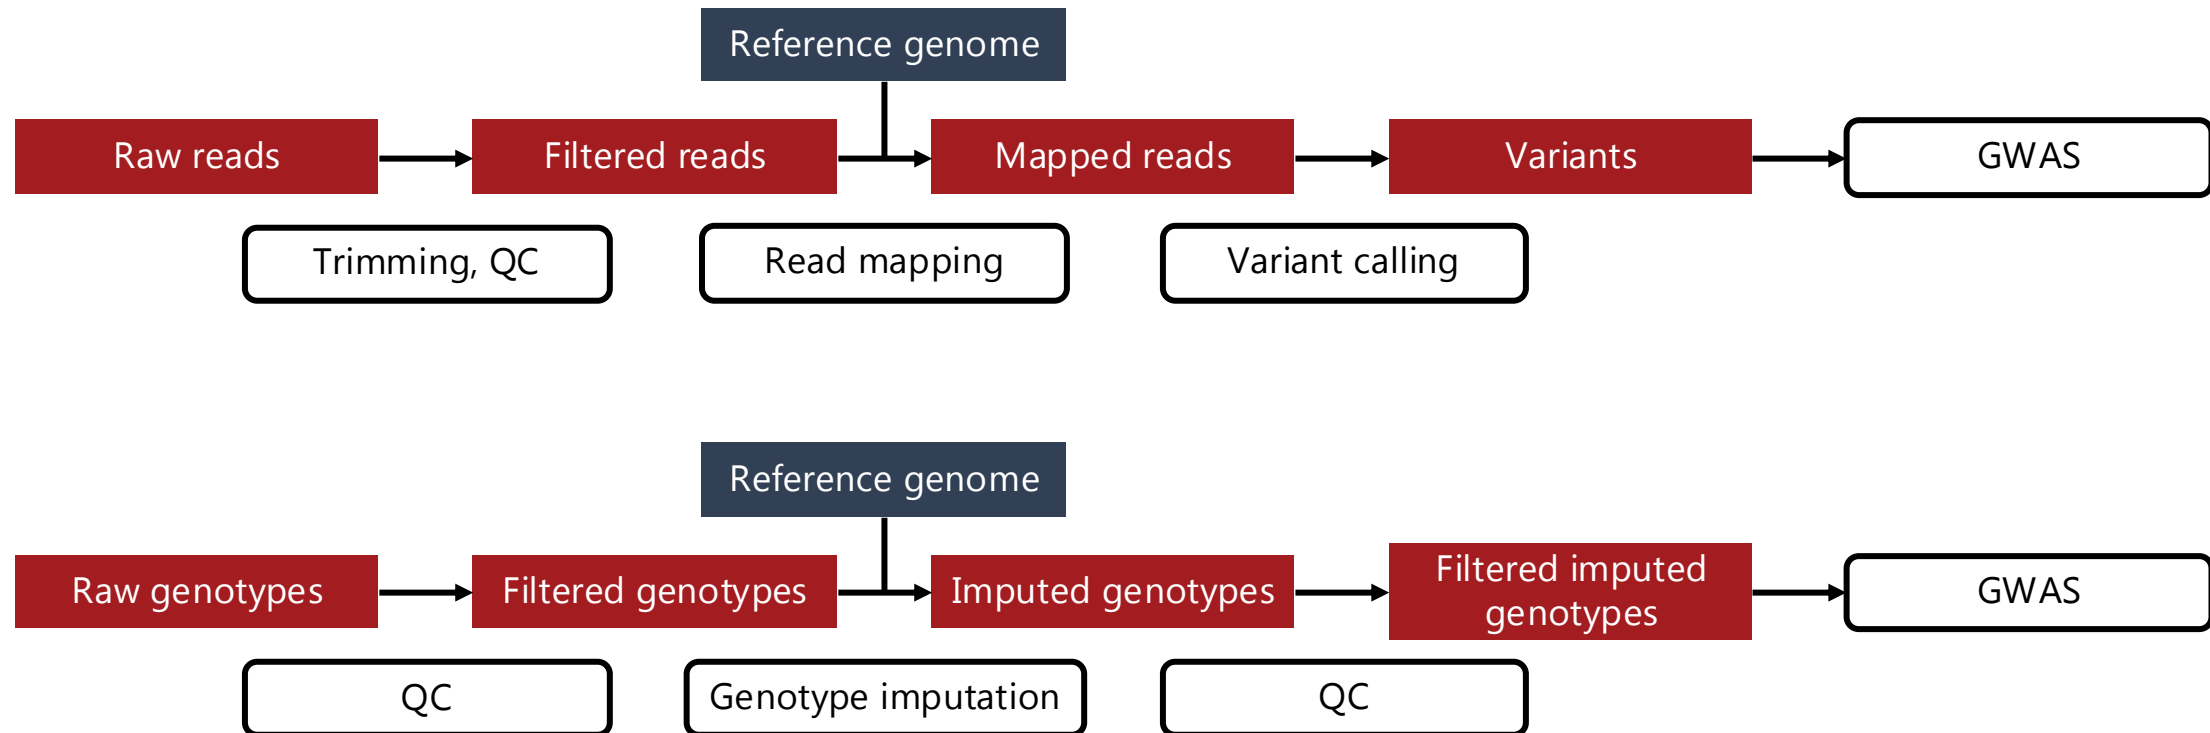 Reference genome
Raw reads
Filtered reads
Mapped reads
Variants
GWAS
Trimming, QC
Read mapping
Variant calling
Reference genome
Raw genotypes
Filtered genotypes
Imputed genotypes
Filtered imputed
genotypes
GWAS
QC
Genotype imputation
QC